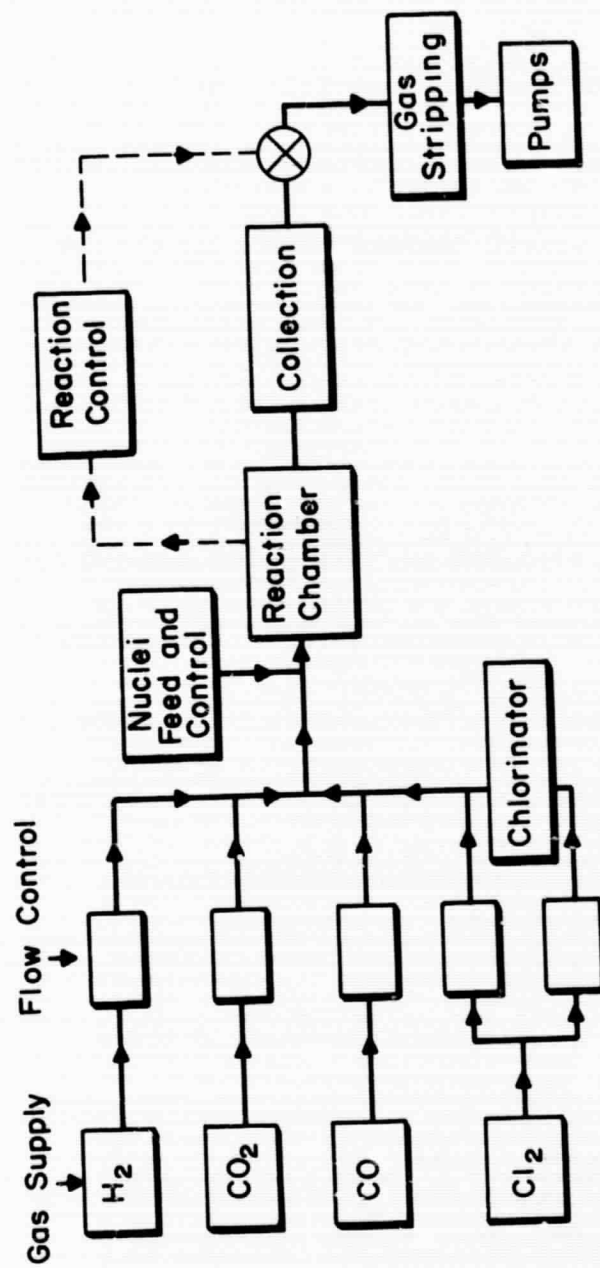 Gas Supply
Flow Control
H₂
CO₂
CO
Cl₂
Chlorinator
Nuclei
Feed and
Control
Reaction
Chamber
Reaction
Control
Collection
Gas
Stripping
Pumps